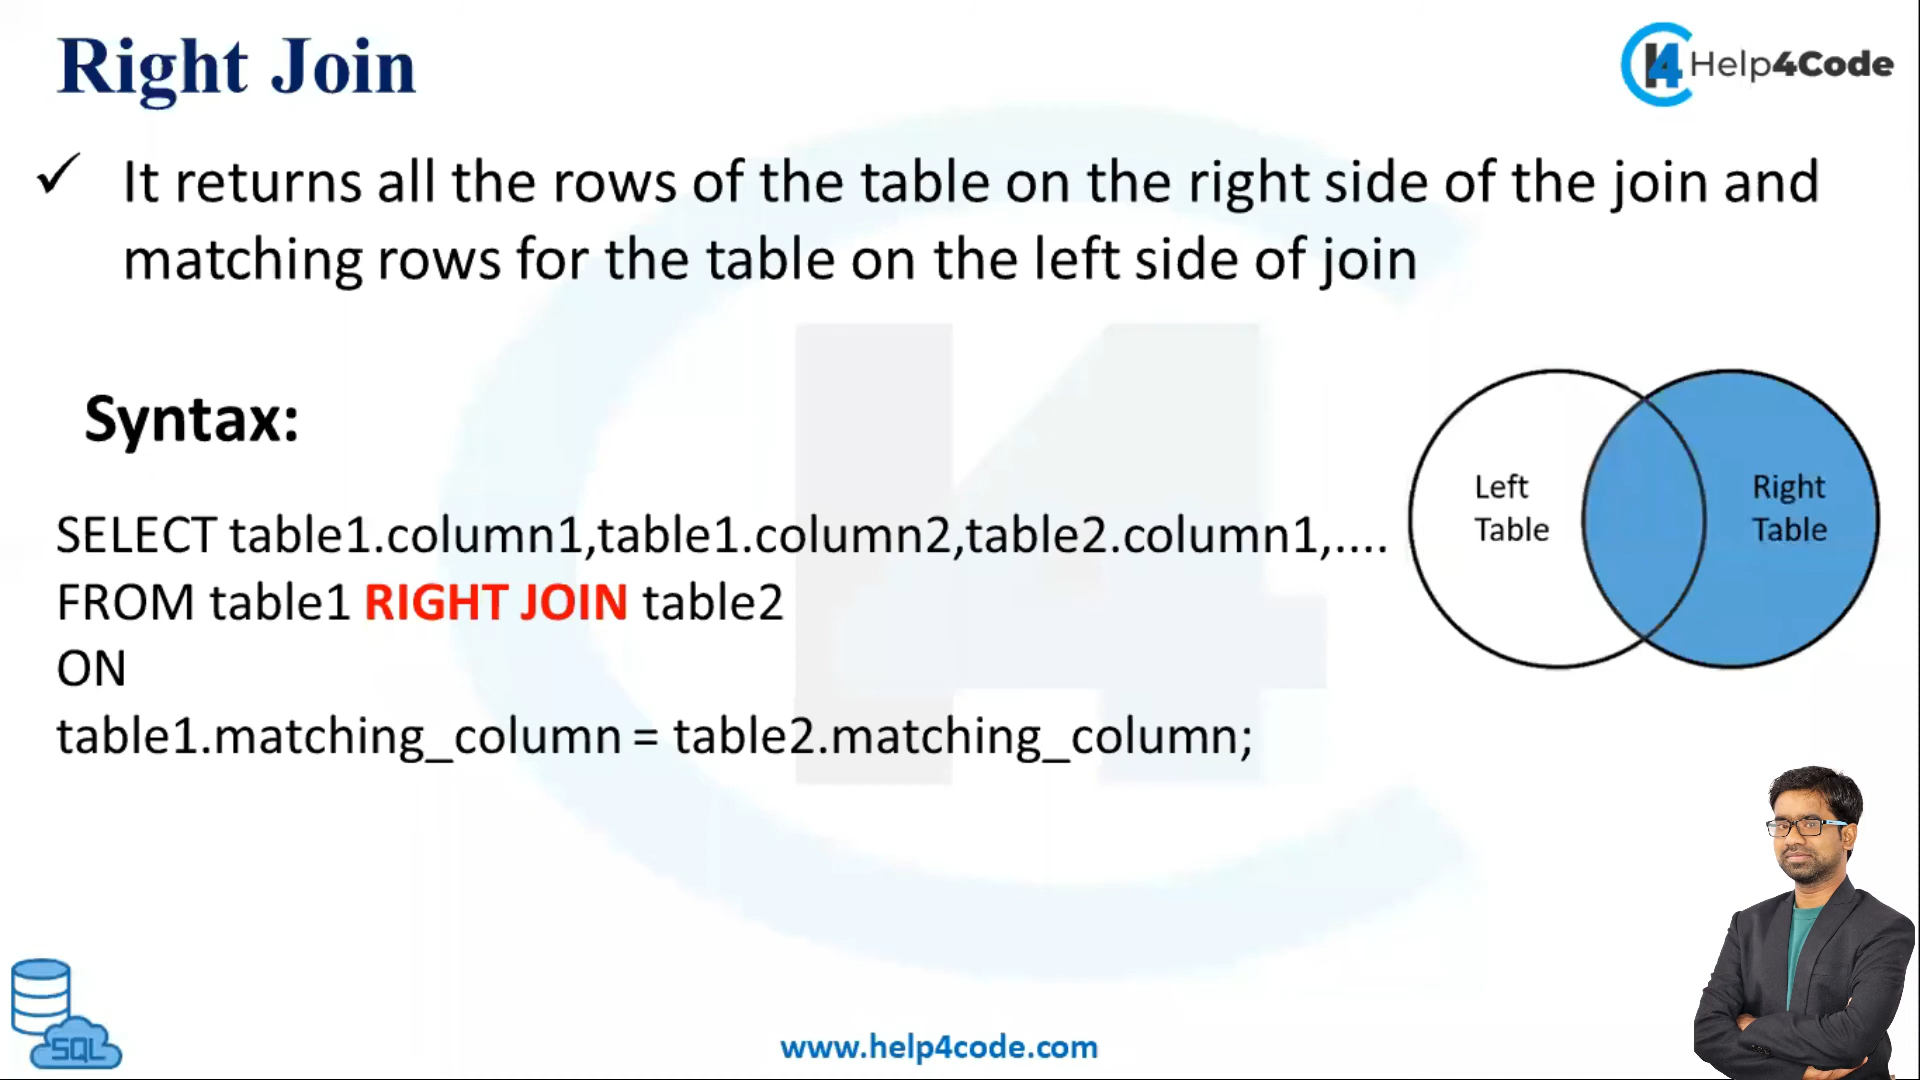 Right Join
Help4Code
✓ It returns all the rows of the table on the right side of the join and
matching rows for the table on the left side of join
Syntax:
SELECT table1.column1,table1.column2,table2.column1,....
FROM table1 RIGHT JOIN table2
ON
table1.matching_column = table2.matching_column;
Left
Table
Right
Table
SQL
www.help4code.com